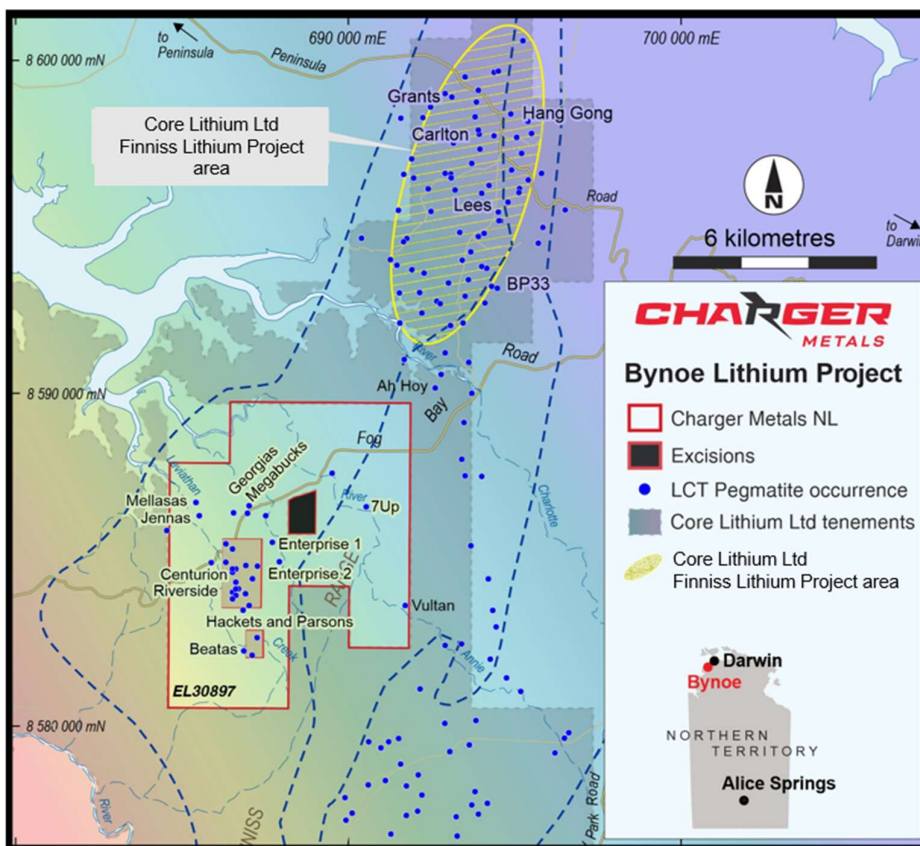 690 000 mE
700 000 mE
8 600 000 mN
to
Peninsula
Peninsula
Grants
Hang Gong
Carlton
Core Lithium Ltd
Finniss Lithium Project
area
N
Road
Lees
to
Darwin
6 kilometres
BP33
River
Road
CHARGER
METALS
Bynoe Lithium Project
Ah Hoy
8 590 000 mN
Bay
Charger Metals NL
Fog
Excisions
Georgias
Megabucks
Leviathan
LCT Pegmatite occurrence
Mellasas
River
7Up
Charlotte
Jennas
Core Lithium Ltd tenements
Enterprise 1
Core Lithium Ltd
Finniss Lithium Project area
Centurion
Enterprise 2
Riverside
RANGE
Vultan
Hackets and Parsons
Beatas
Creek
Annie
Darwin
Bynoe
EL30897
8 580 000 mN
NORTHERN
TERRITORY
Alice Springs
River
NISS
Park Road